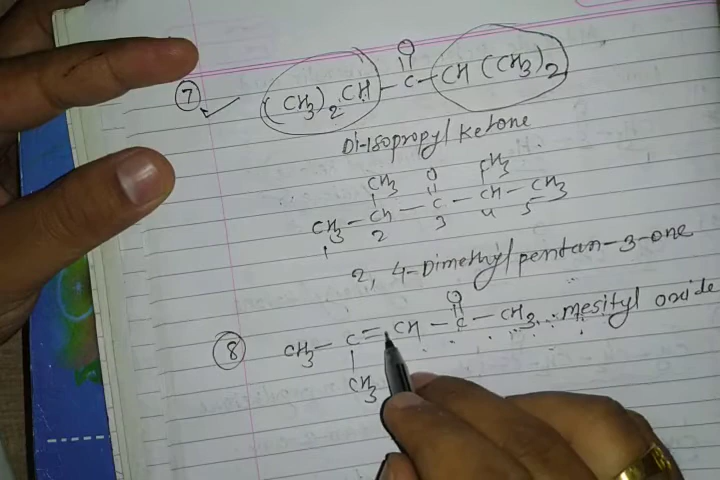 7 ✓
O
||
(CH3)2CH – C – CH(CH3)2
Di-isopropyl Ketone
CH3 O CH3
| || |
CH3 – CH – C – CH – CH3
1 2 3 4 5
2, 4-Dimethyl pentan-3-one
8
O
||
CH3 – C = CH – C – CH3 ... mesityl oxide
|
CH3